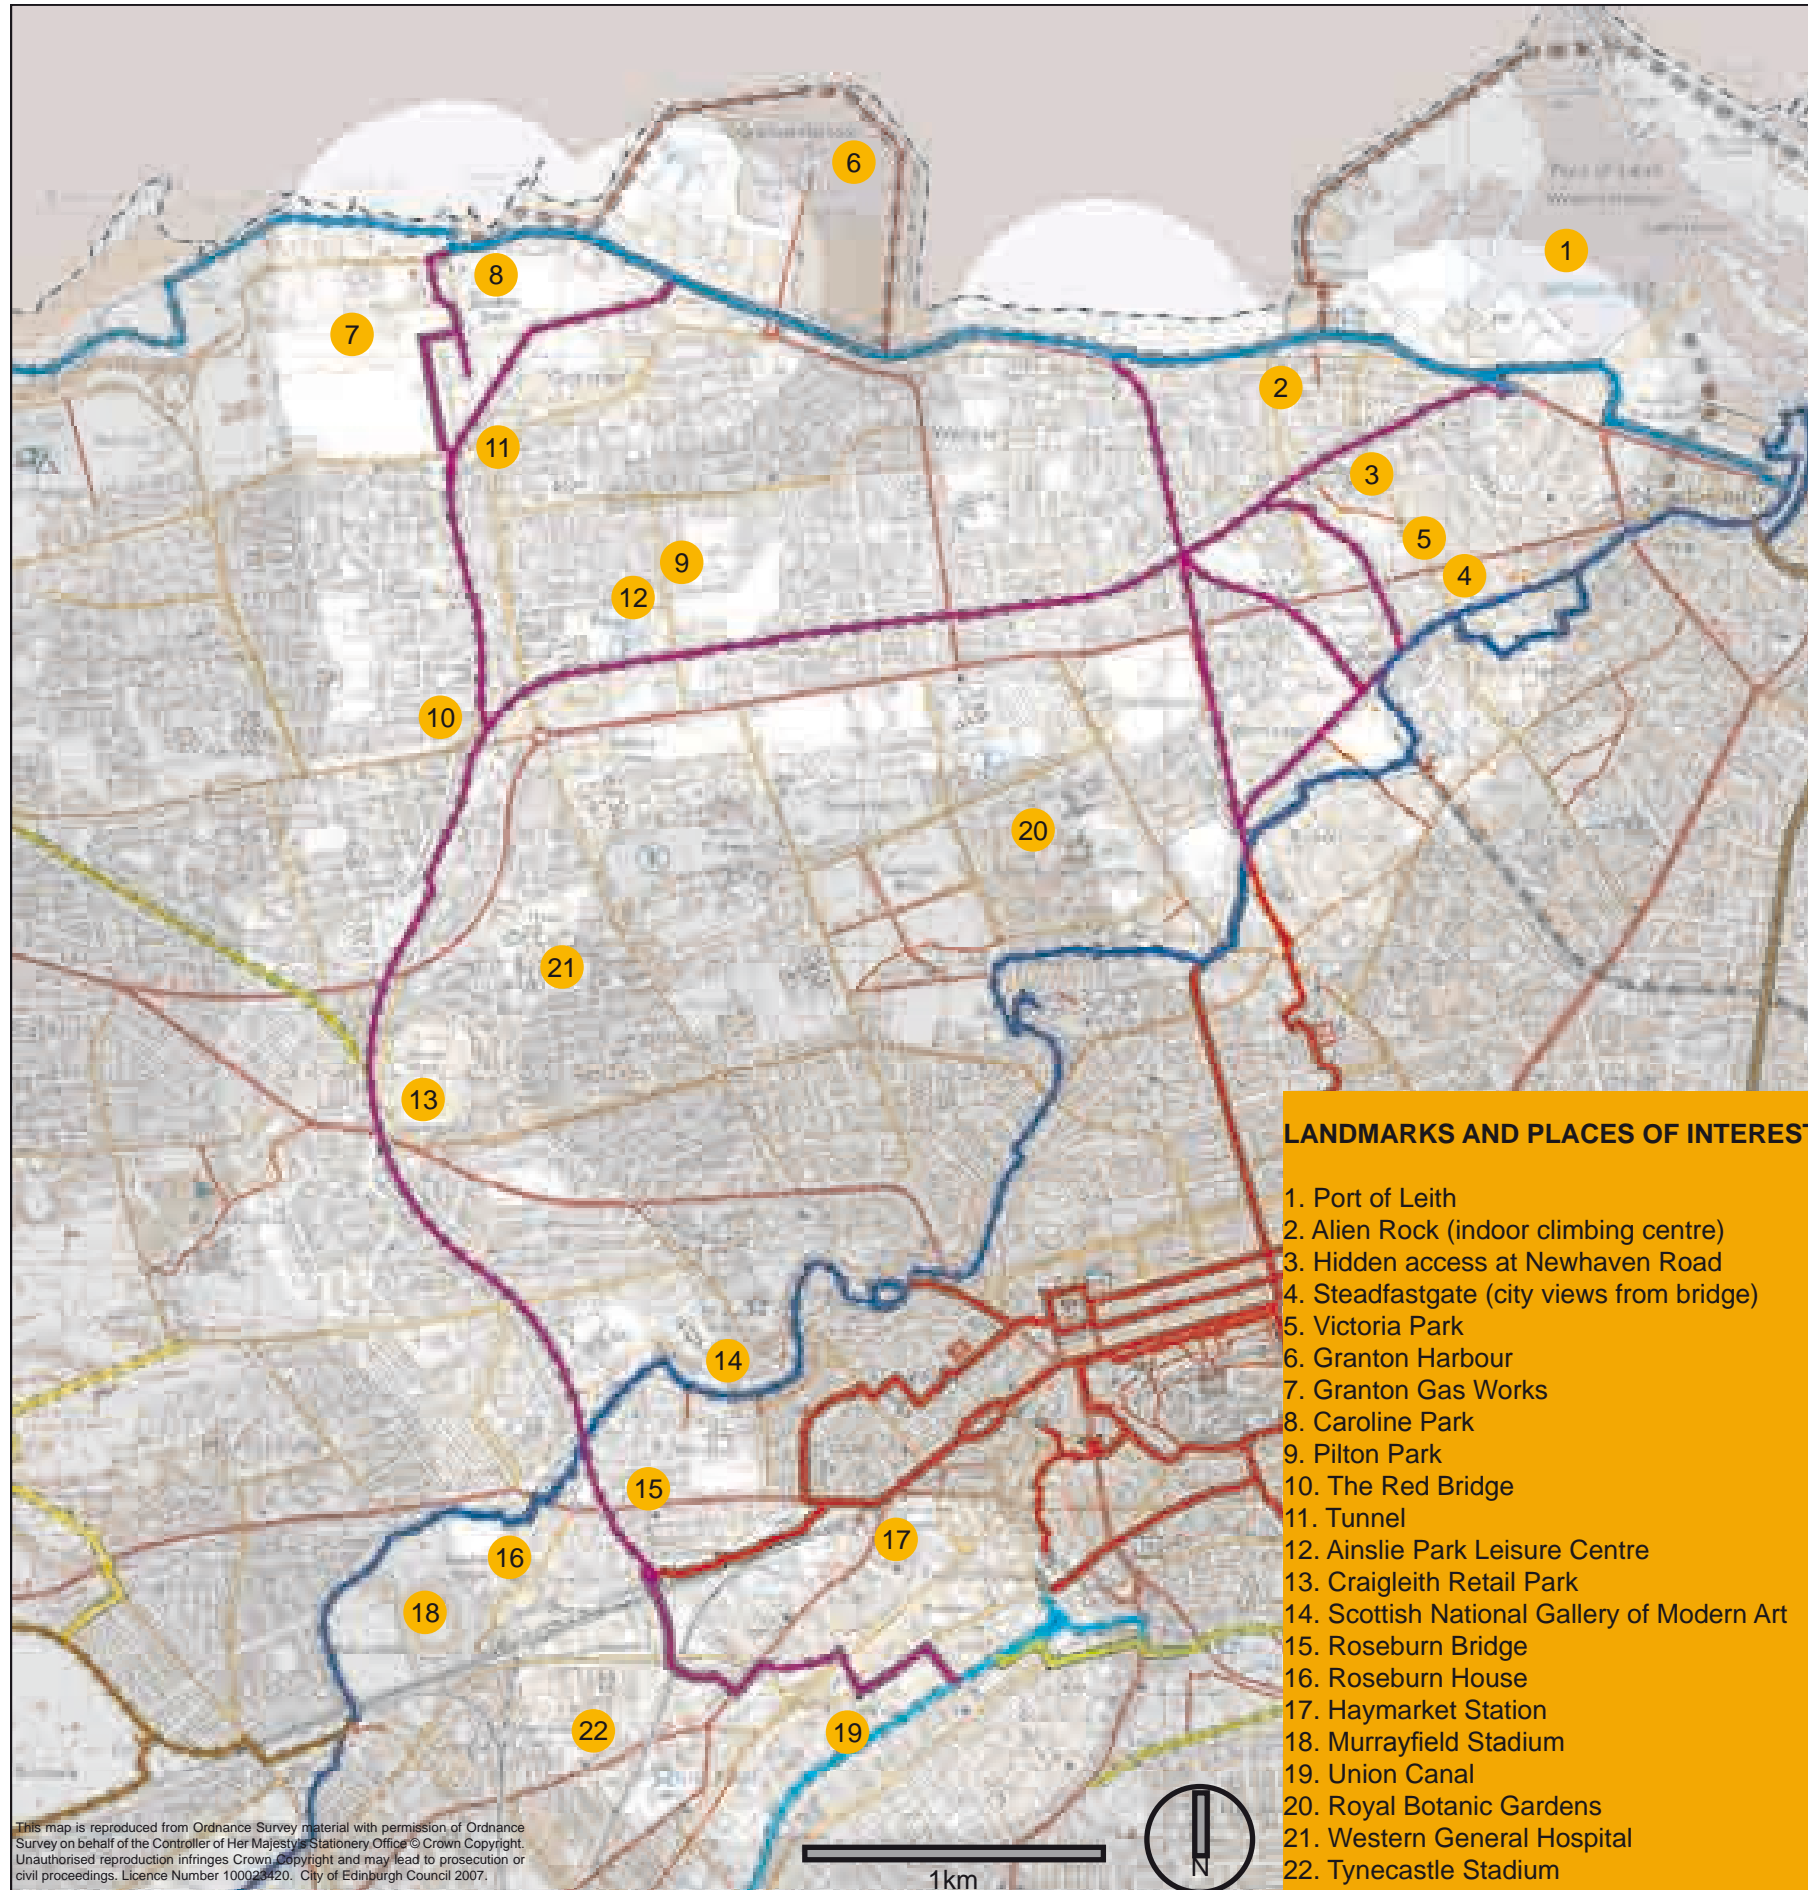 6
1
8
7
2
11
3
5
9
4
12
10
20
21
13
14
15
17
16
18
22
19
LANDMARKS AND PLACES OF INTEREST
1. Port of Leith
2. Alien Rock (indoor climbing centre)
3. Hidden access at Newhaven Road
4. Steadfastgate (city views from bridge)
5. Victoria Park
6. Granton Harbour
7. Granton Gas Works
8. Caroline Park
9. Pilton Park
10. The Red Bridge
11. Tunnel
12. Ainslie Park Leisure Centre
13. Craigleith Retail Park
14. Scottish National Gallery of Modern Art
15. Roseburn Bridge
16. Roseburn House
17. Haymarket Station
18. Murrayfield Stadium
19. Union Canal
20. Royal Botanic Gardens
21. Western General Hospital
22. Tynecastle Stadium
This map is reproduced from Ordnance Survey material with permission of Ordnance
Survey on behalf of the Controller of Her Majesty's Stationery Office © Crown Copyright.
Unauthorised reproduction infringes Crown Copyright and may lead to prosecution or
civil proceedings. Licence Number 100023420. City of Edinburgh Council 2007.
1km
N